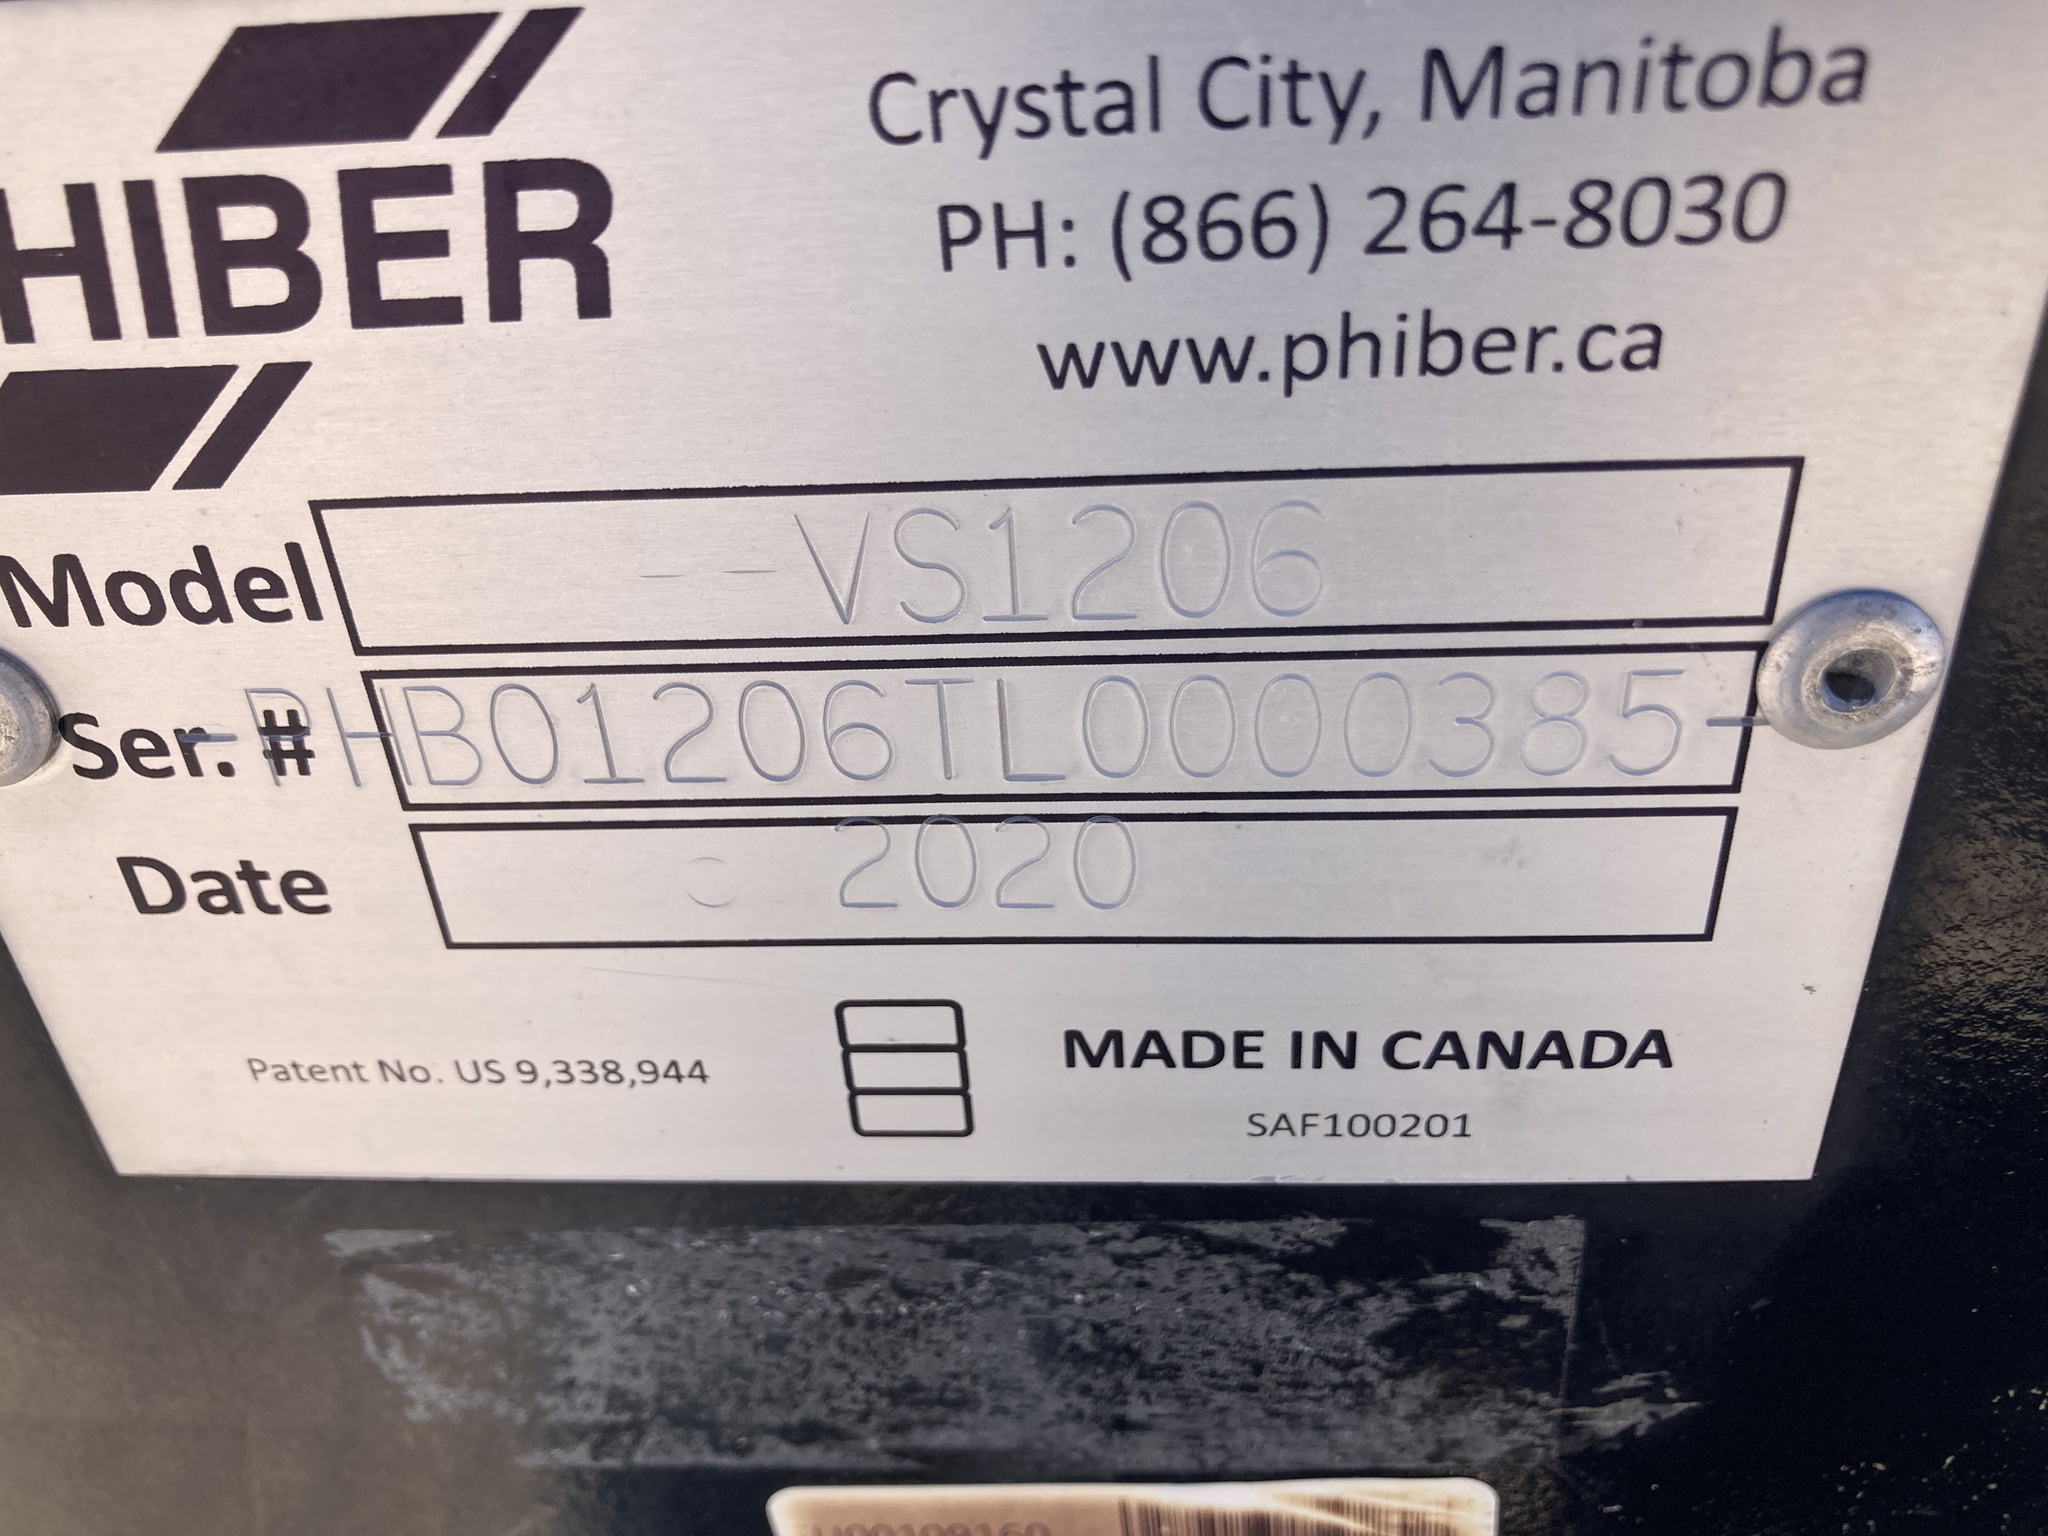 PHIBER
Crystal City, Manitoba
PH: (866) 264-8030
www.phiber.ca
Model --VS1206
Ser. # -PHB01206TL0000385-
Date 2020
Patent No. US 9,338,944
MADE IN CANADA
SAF100201